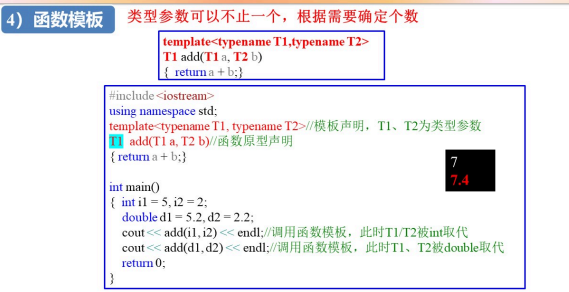 4）函数模板
类型参数可以不止一个，根据需要确定个数
template<typename T1,typename T2>
T1 add(T1 a, T2 b)
{ return a + b;}
#include <iostream>
using namespace std;
template<typename T1, typename T2>//模板声明，T1、T2为类型参数
T1 add(T1 a, T2 b)//函数原型声明
{ return a + b;}
7
7.4
int main()
{ int i1 = 5, i2 = 2;
double d1 = 5.2, d2 = 2.2;
cout << add(i1, i2) << endl;//调用函数模板，此时T1/T2被int取代
cout << add(d1, d2) << endl;//调用函数模板，此时T1、T2被double取代
return 0;
}